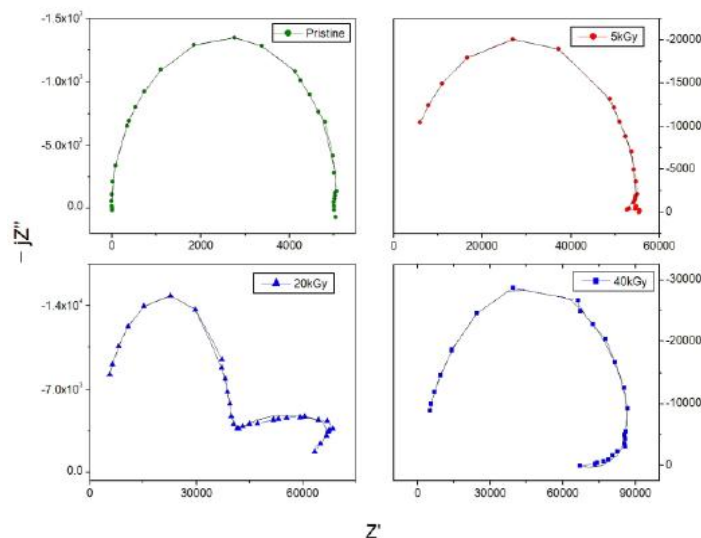 -1.5x10³
-1.0x10³
-5.0x10²
0.0
Pristine
0
2000
4000
5kGy
-20000
-15000
-10000
-5000
0
0
20000
40000
60000
– jZ"
-1.4x10⁴
-7.0x10³
0.0
20kGy
0
30000
60000
40kGy
-30000
-20000
-10000
0
0
30000
60000
90000
Z'